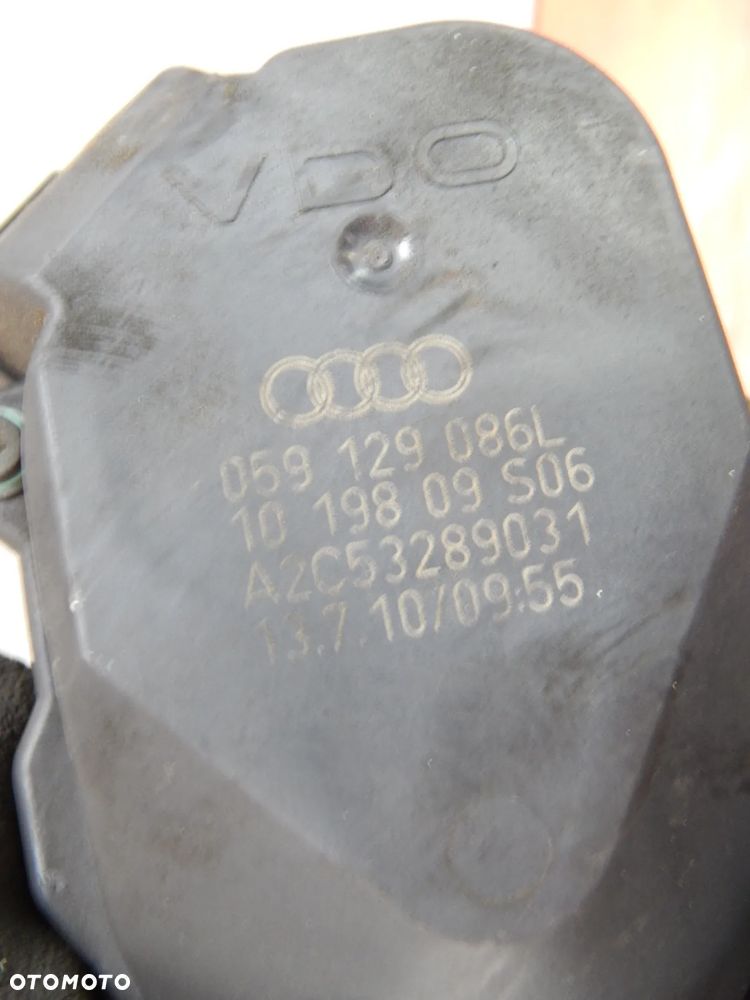 VDO
059 129 086L
10 198 09 S06
A2C53289031
13.7.10/09:55
OTOMOTO